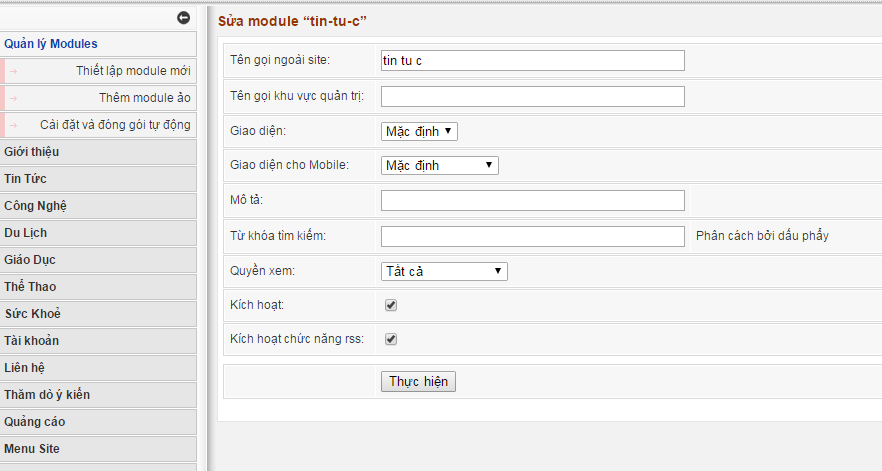 Quản lý Modules
Thiết lập module mới
Thêm module ảo
Cài đặt và đóng gói tự động
Giới thiệu
Tin Tức
Công Nghệ
Du Lịch
Giáo Dục
Thể Thao
Sức Khoẻ
Tài khoản
Liên hệ
Thăm dò ý kiến
Quảng cáo
Menu Site
Sửa module “tin-tu-c”
Tên gọi ngoài site: tin tu c
Tên gọi khu vực quản trị:
Giao diện: Mặc định
Giao diện cho Mobile: Mặc định
Mô tả:
Từ khóa tìm kiếm: Phân cách bởi dấu phẩy
Quyền xem: Tất cả
Kích hoạt:
Kích hoạt chức năng rss:
Thực hiện